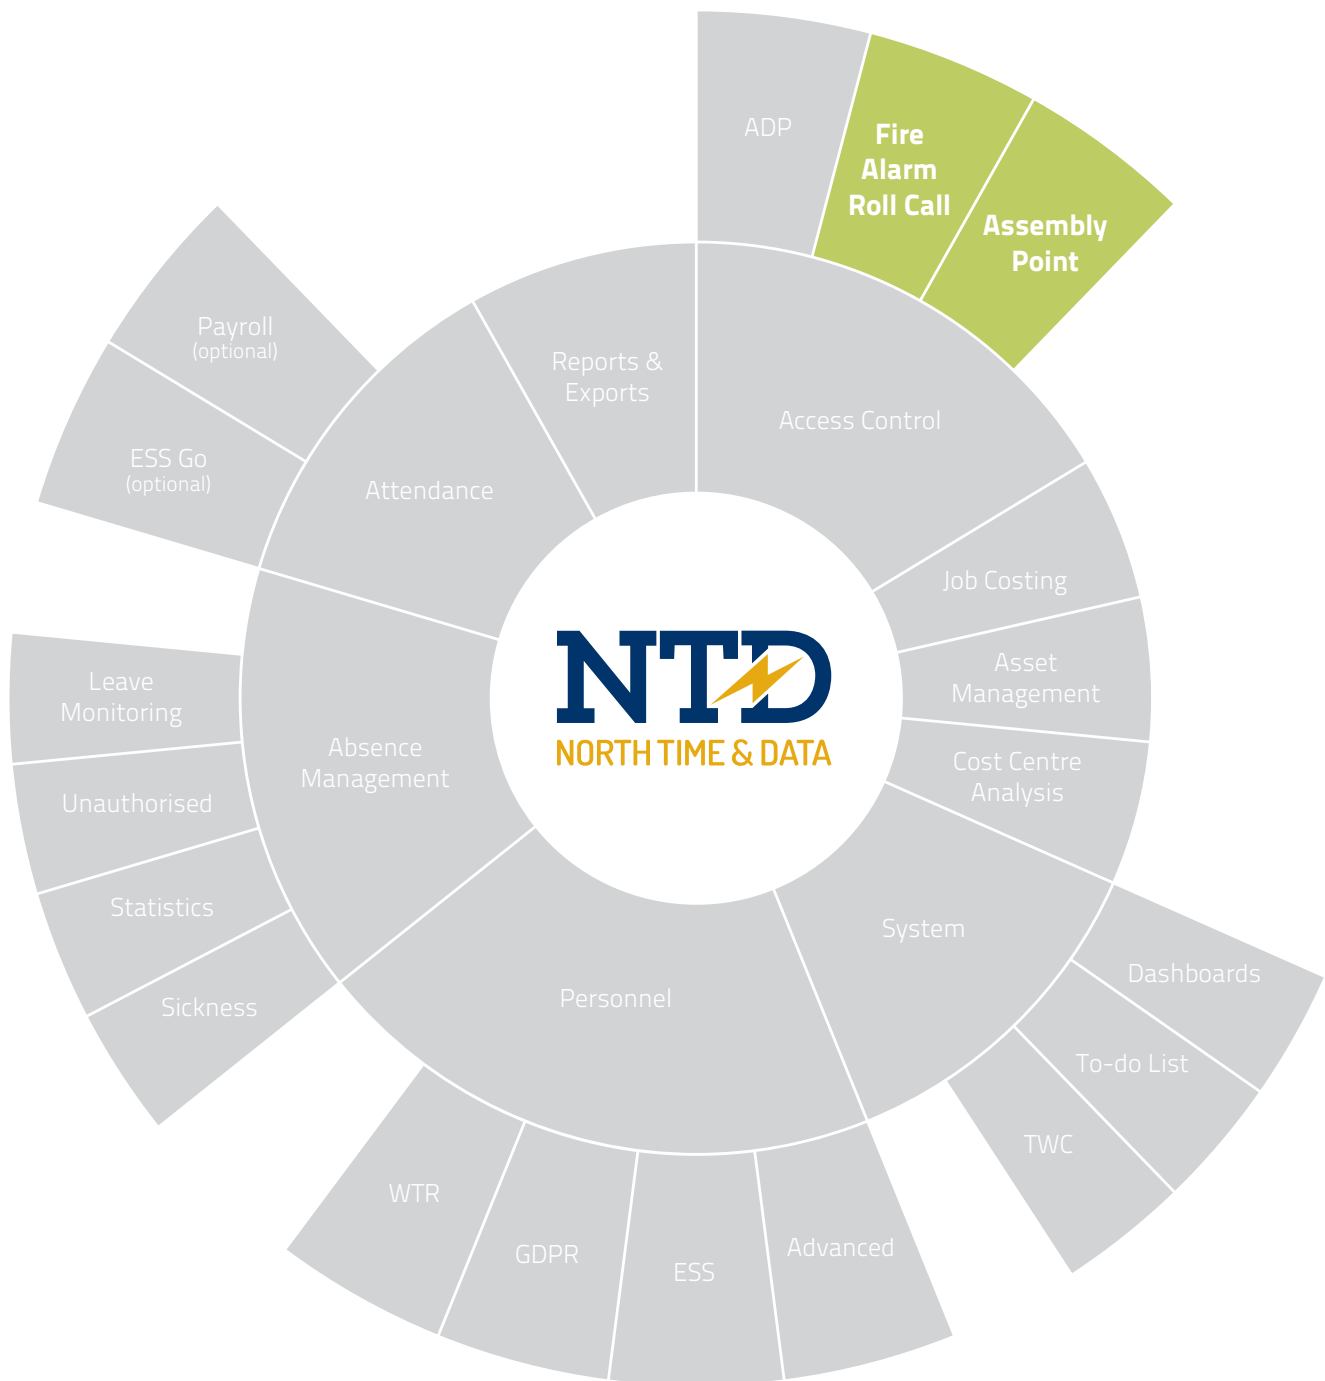 ADP
Fire
Alarm
Roll Call
Assembly
Point
Payroll
(optional)
ESS Go
(optional)
Reports &
Exports
Access Control
Attendance
Job Costing
Asset
Management
Cost Centre
Analysis
NTD
NORTH TIME & DATA
Leave
Monitoring
Absence
Management
Unauthorised
Statistics
Sickness
System
Personnel
Dashboards
To-do List
TWC
WTR
GDPR
ESS
Advanced